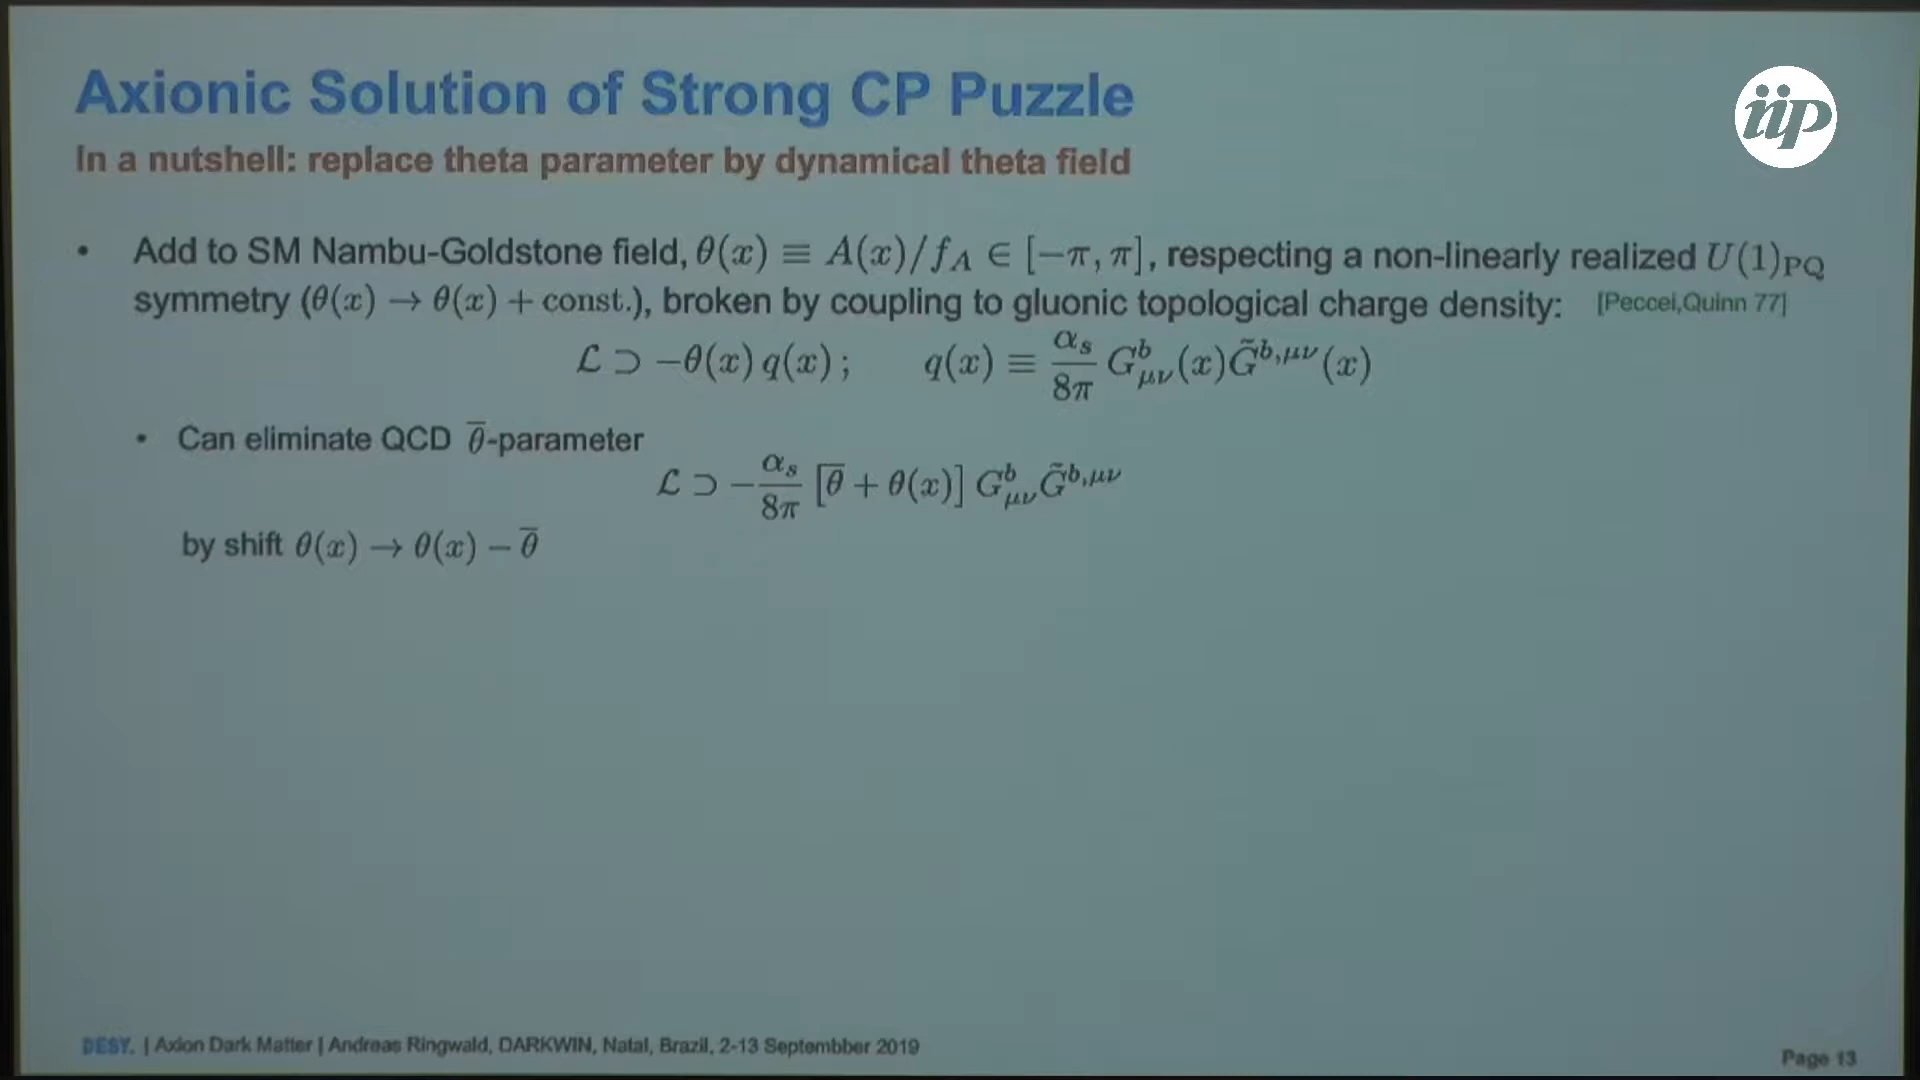 Axionic Solution of Strong CP Puzzle
iip
In a nutshell: replace theta parameter by dynamical theta field
• Add to SM Nambu-Goldstone field, θ(x) ≡ A(x)/f_A ∈ [−π, π], respecting a non-linearly realized U(1)_PQ
symmetry (θ(x) → θ(x) + const.), broken by coupling to gluonic topological charge density: [Peccei,Quinn 77]
ℒ ⊃ −θ(x) q(x) ; q(x) ≡ α_s/8π G^b_μν(x)G̃^{b,μν}(x)
• Can eliminate QCD θ̅-parameter
ℒ ⊃ −α_s/8π [θ̅ + θ(x)] G^b_μν G̃^{b,μν}
by shift θ(x) → θ(x) − θ̅
DESY. | Axion Dark Matter | Andreas Ringwald, DARKWIN, Natal, Brazil, 2-13 Septembber 2019
Page 13